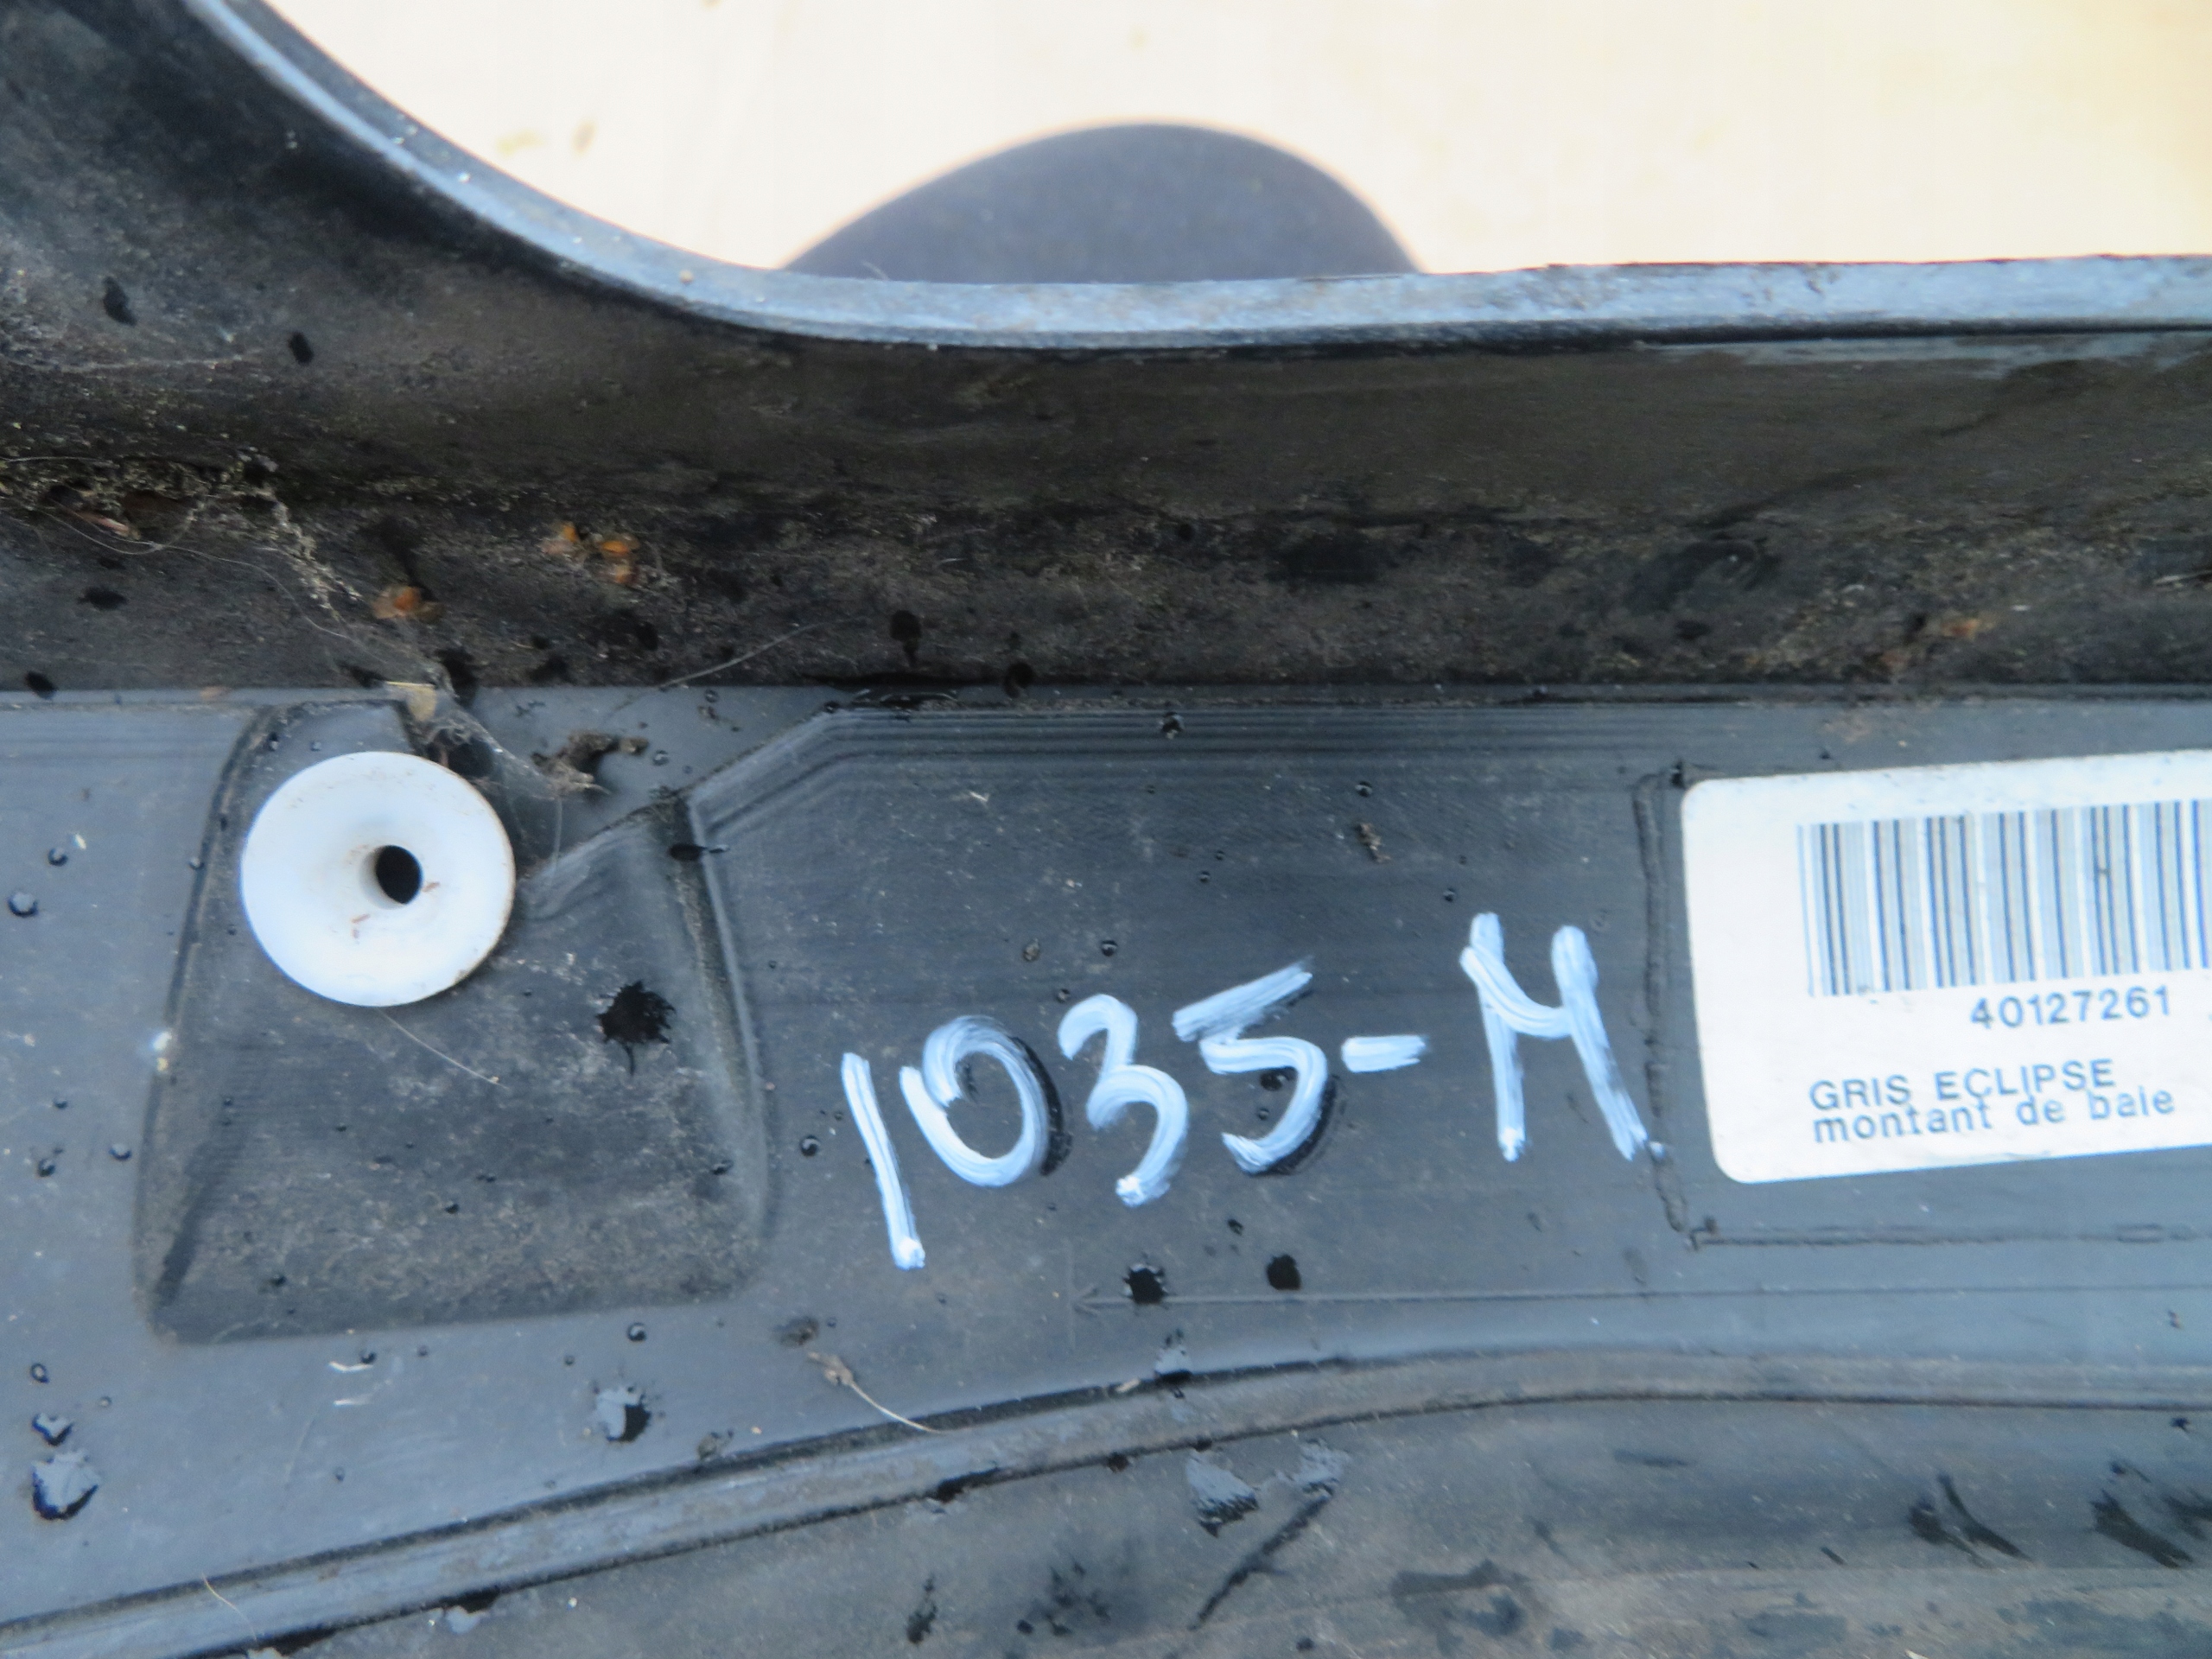 1035-M
40127261
GRIS ECLIPSE
montant de baie